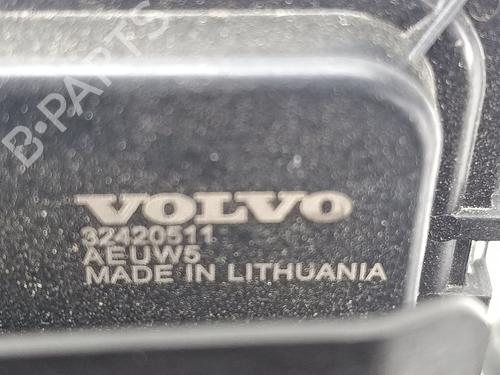 B-PARTS
VOLVO
32420511
AEUW5
MADE IN LITHUANIA